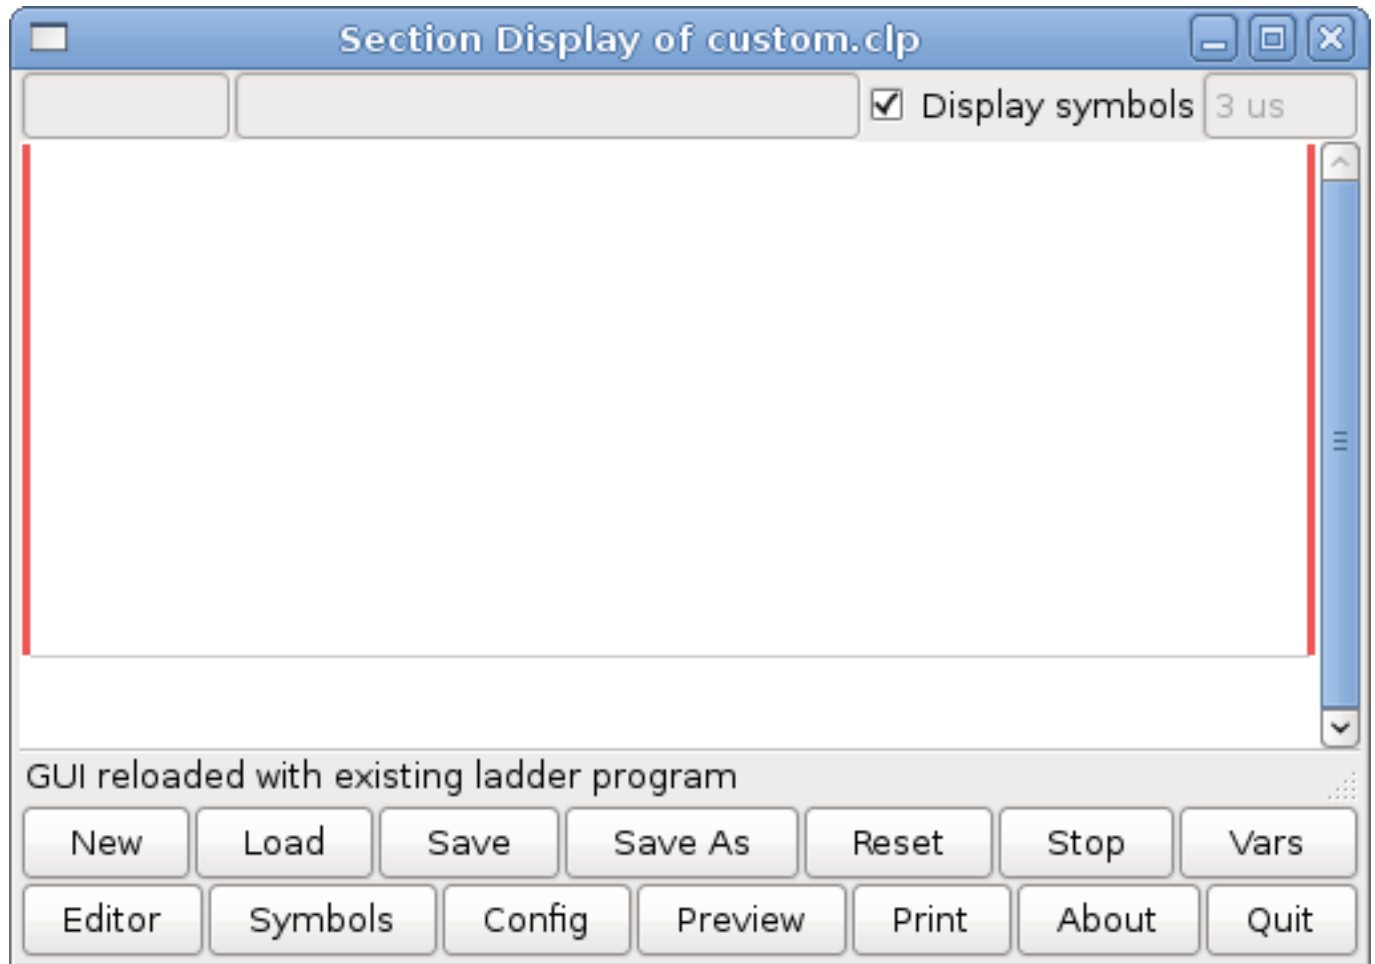 Section Display of custom.clp
Display symbols 3 us
GUI reloaded with existing ladder program
New Load Save Save As Reset Stop Vars
Editor Symbols Config Preview Print About Quit